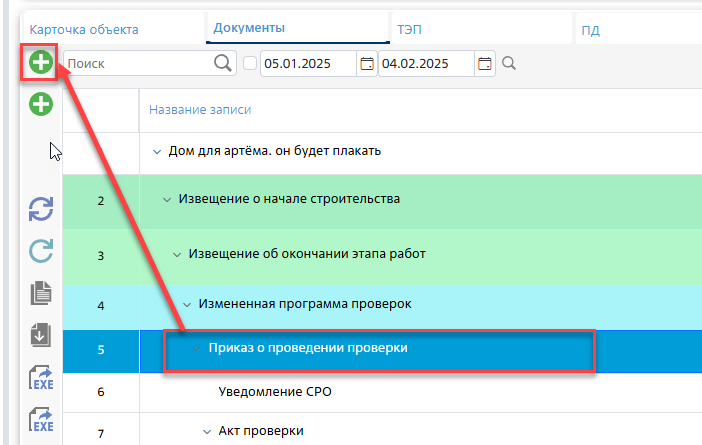 Карточка объекта
Документы
ТЭП
ПД
Поиск
05.01.2025
04.02.2025
Название записи
Дом для артёма. он будет плакать
2 Извещение о начале строительства
3 Извещение об окончании этапа работ
4 Измененная программа проверок
5 Приказ о проведении проверки
6 Уведомление СРО
7 Акт проверки
EXE
EXE